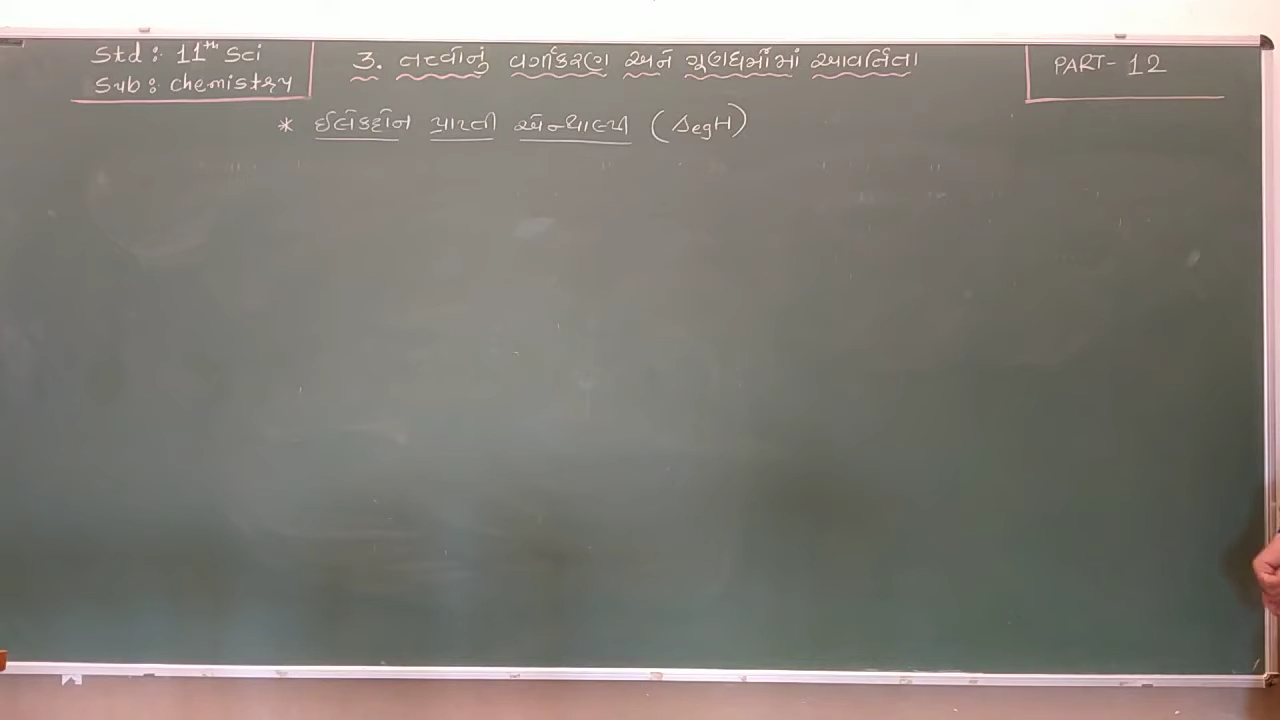 Std : 11th Sci
Sub : chemistry
3. તત્ત્વોનું વર્ગીકરણ અને ગુણધર્મોમાં આવર્તિતા
PART- 12
* ઈલેક્ટ્રોન પ્રાપ્તી એન્થાલ્પી (ΔegH)